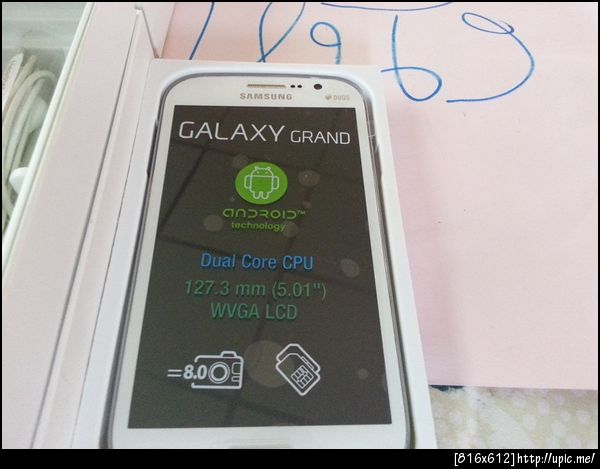 SAMSUNG
DUOS
GALAXY GRAND
ANDROID™
technology
Dual Core CPU
127.3 mm (5.01")
WVGA LCD
=8.0
[816x612]http://upic.me/